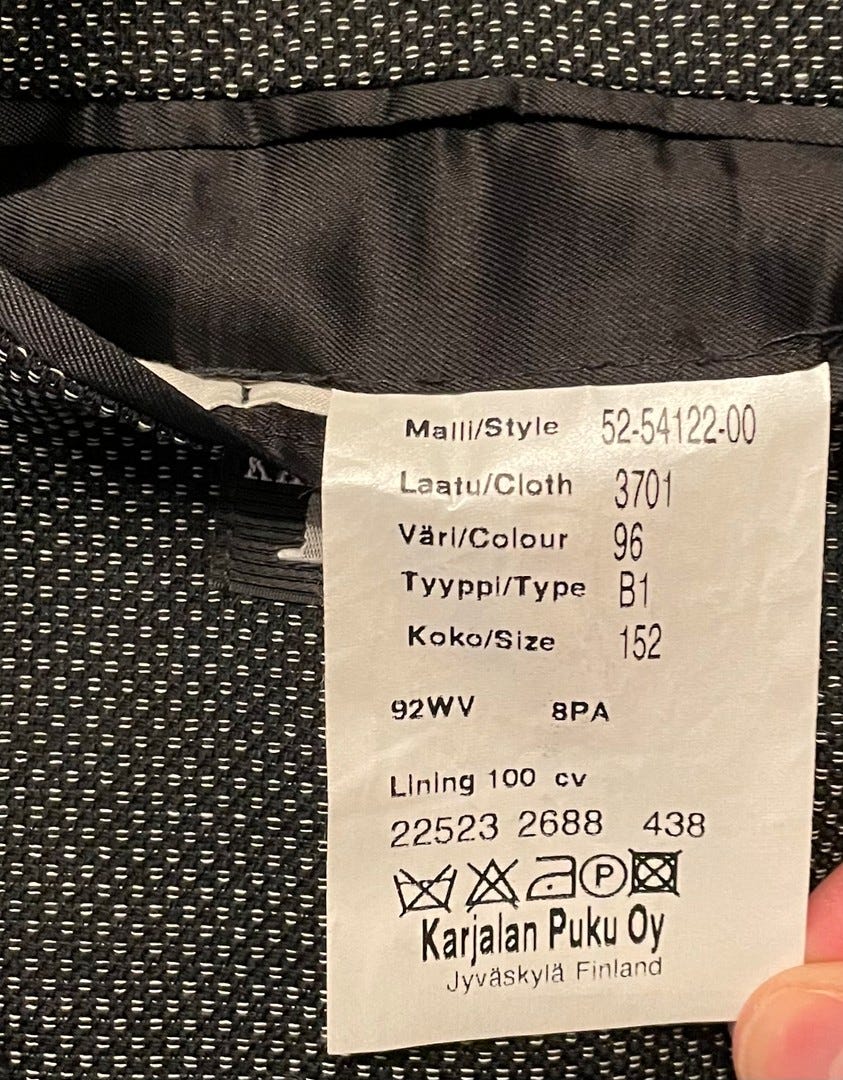 Malli/Style 52-54122-00
Laatu/Cloth 3701
Väri/Colour 96
Tyyppi/Type B1
Koko/Size 152
92WV 8PA
Lining 100 cv
22523 2688 438
P
Karjalan Puku Oy
Jyväskylä Finland